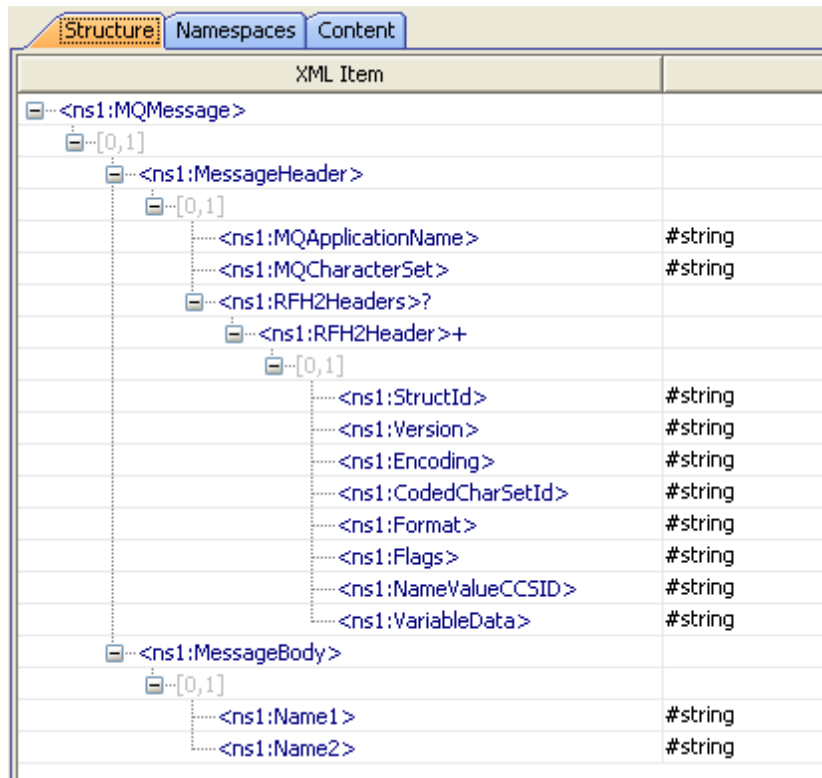 Structure Namespaces Content
XML Item
<ns1:MQMessage>
[0,1]
<ns1:MessageHeader>
[0,1]
<ns1:MQApplicationName> #string
<ns1:MQCharacterSet> #string
<ns1:RFH2Headers>?
<ns1:RFH2Header>+
[0,1]
<ns1:StructId> #string
<ns1:Version> #string
<ns1:Encoding> #string
<ns1:CodedCharSetId> #string
<ns1:Format> #string
<ns1:Flags> #string
<ns1:NameValueCCSID> #string
<ns1:VariableData> #string
<ns1:MessageBody>
[0,1]
<ns1:Name1> #string
<ns1:Name2> #string